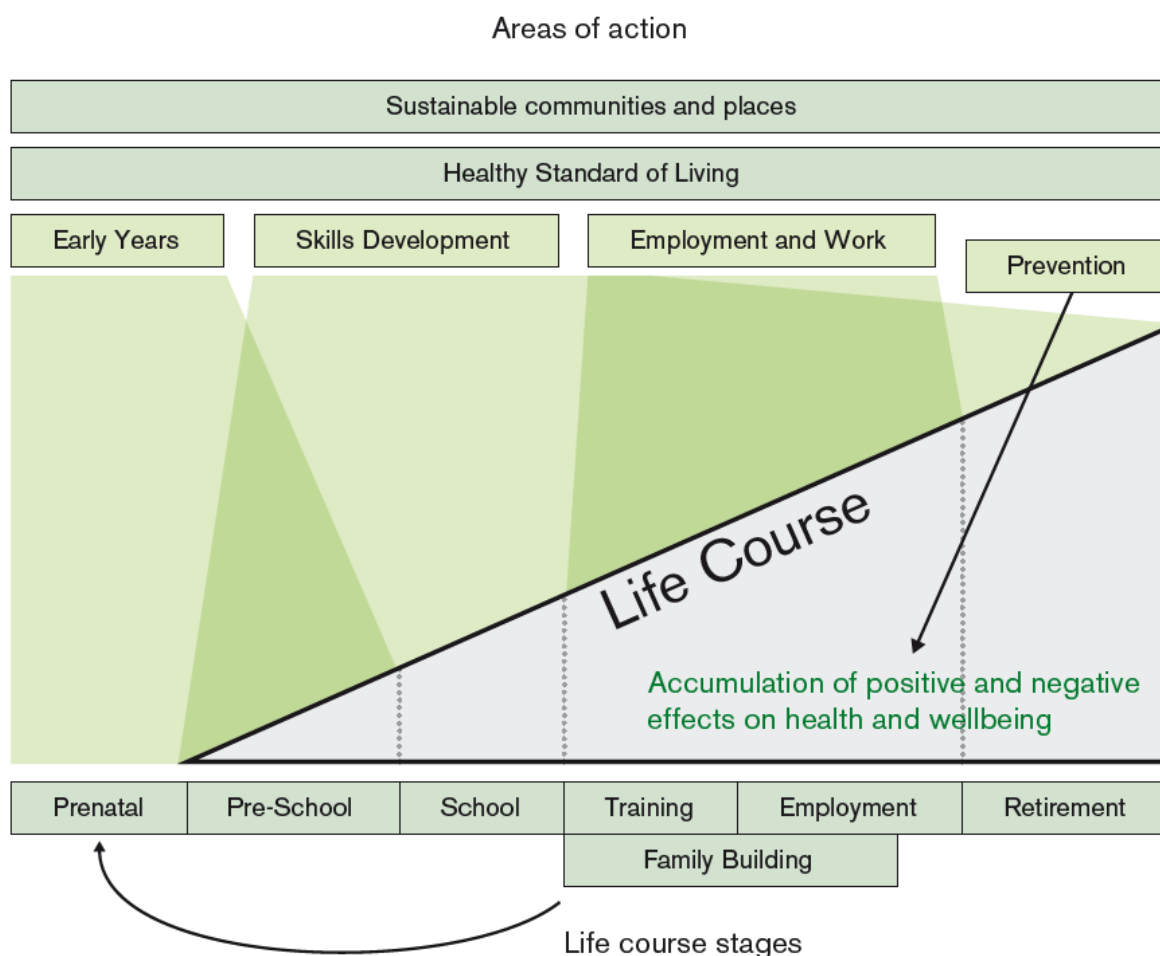 Areas of action
Sustainable communities and places
Healthy Standard of Living
Early Years
Skills Development
Employment and Work
Prevention
Life Course
Accumulation of positive and negative
effects on health and wellbeing
Prenatal
Pre-School
School
Training
Employment
Retirement
Family Building
Life course stages